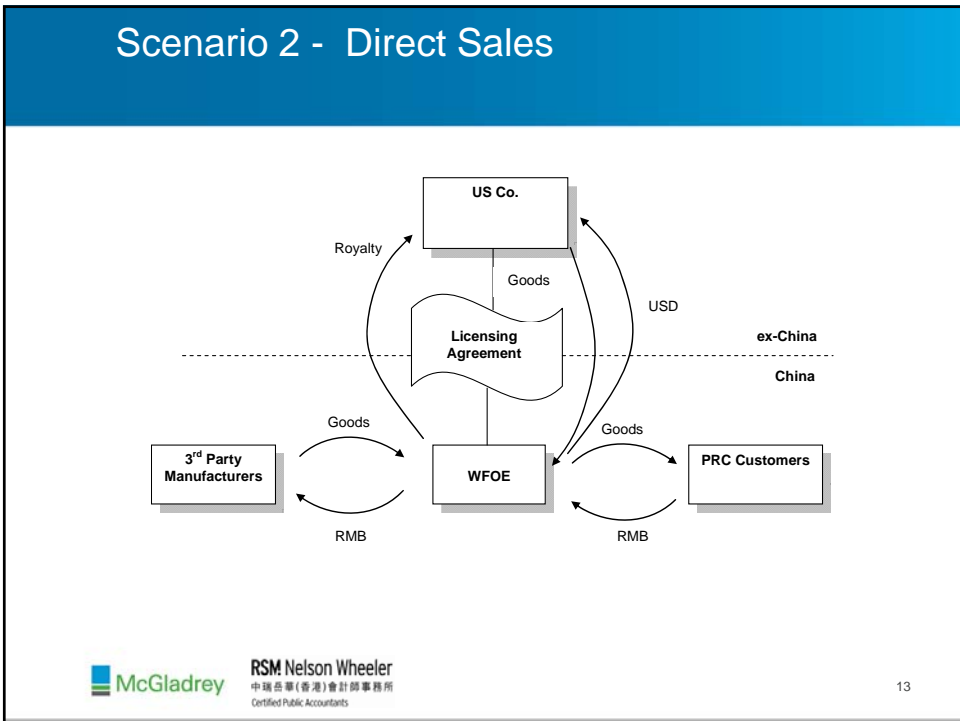 Scenario 2 - Direct Sales
US Co.
Royalty
Goods
USD
Licensing
Agreement
ex-China
China
Goods
Goods
3rd Party
Manufacturers
WFOE
PRC Customers
RMB
RMB
McGladrey
RSM Nelson Wheeler
中瑞岳華(香港)會計師事務所
Certified Public Accountants
13